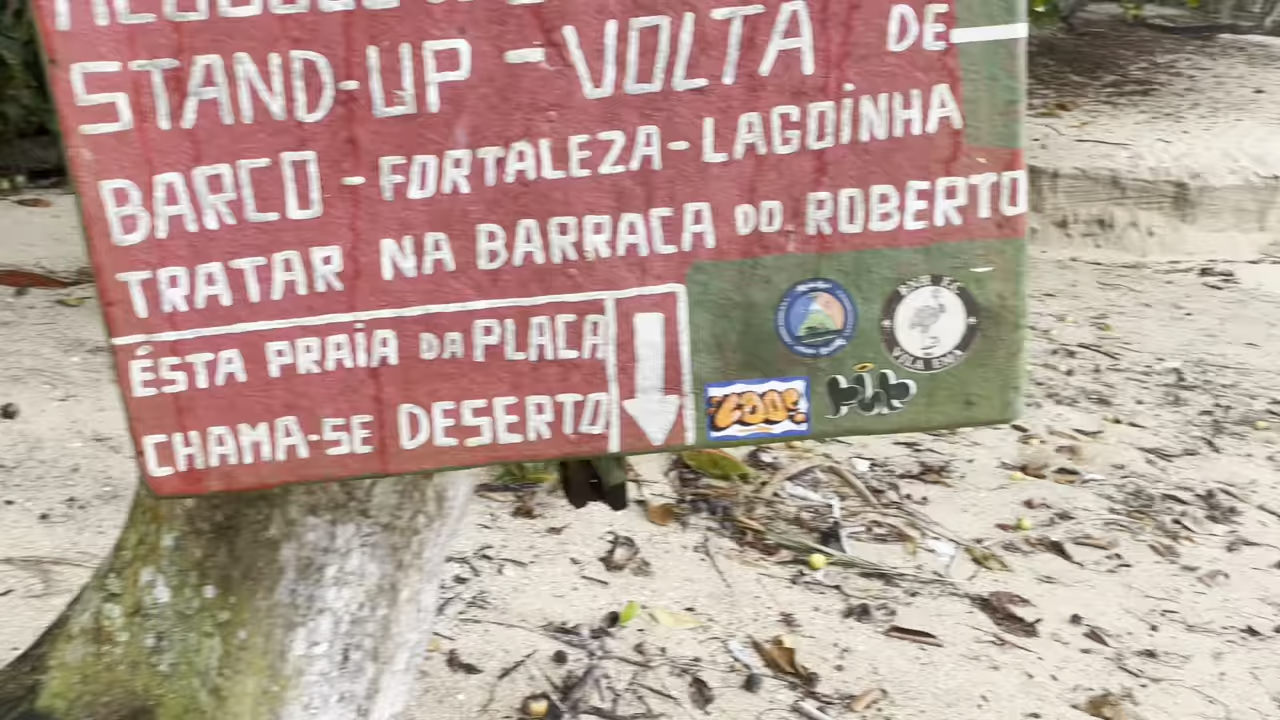 STAND-UP - VOLTA DE
BARCO - FORTALEZA - LAGOiNHA
TRATAR NA BARRACA DO ROBERTO
ÉSTA PRAiA DA PLACA
CHAMA-SE DESERTO